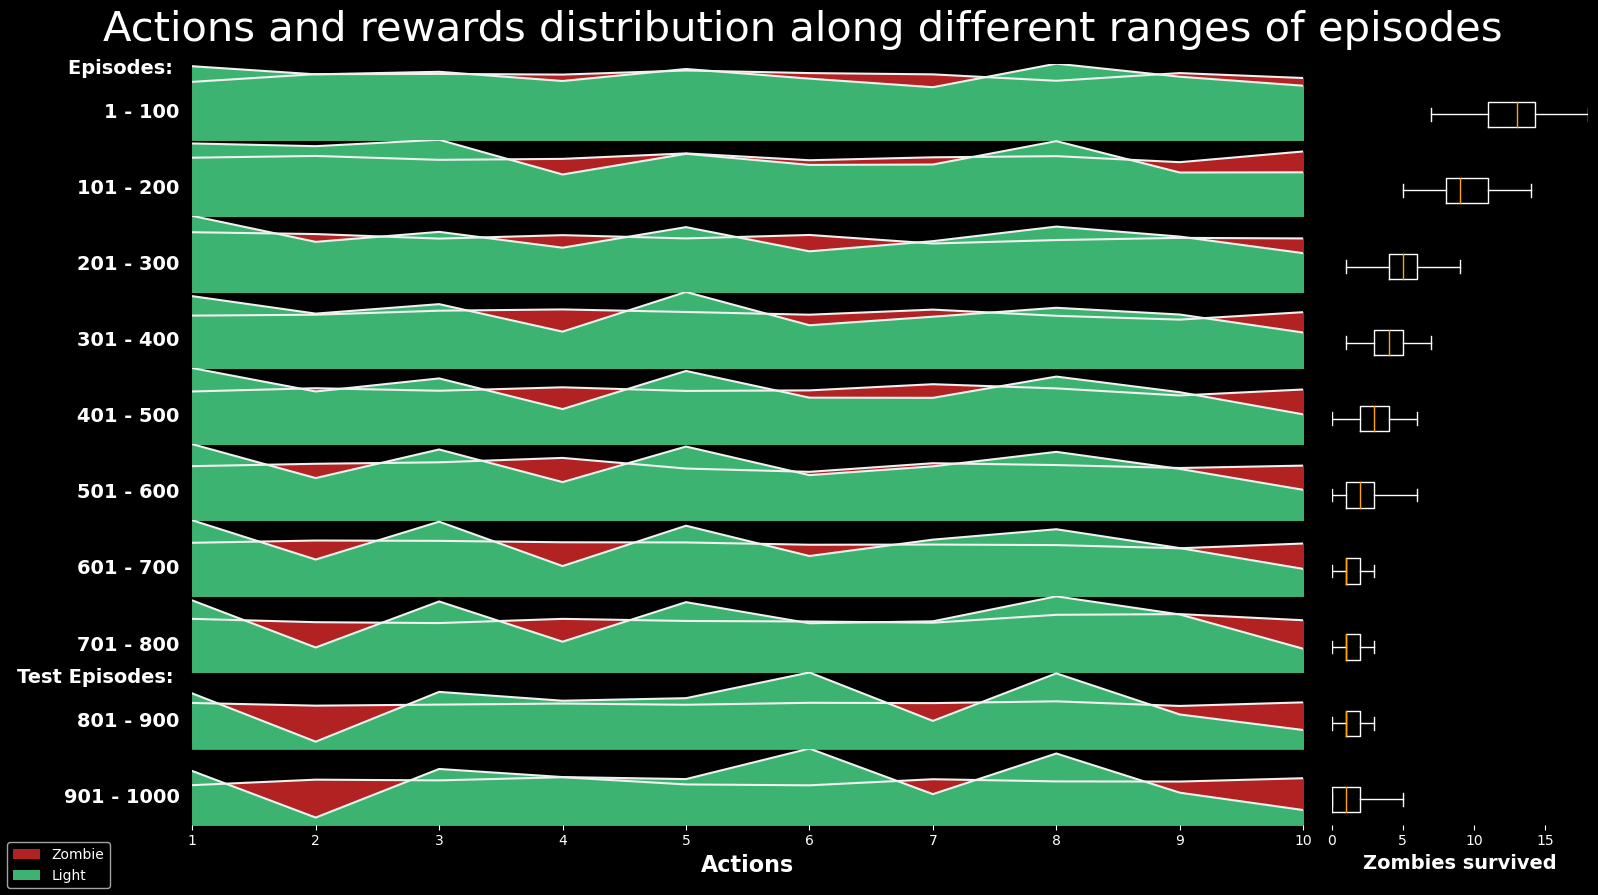 Actions and rewards distribution along different ranges of episodes
Episodes:
1 - 100
101 - 200
201 - 300
301 - 400
401 - 500
501 - 600
601 - 700
701 - 800
Test Episodes:
801 - 900
901 - 1000
1 2 3 4 5 6 7 8 9 10
0 5 10 15
Actions
Zombies survived
Zombie
Light